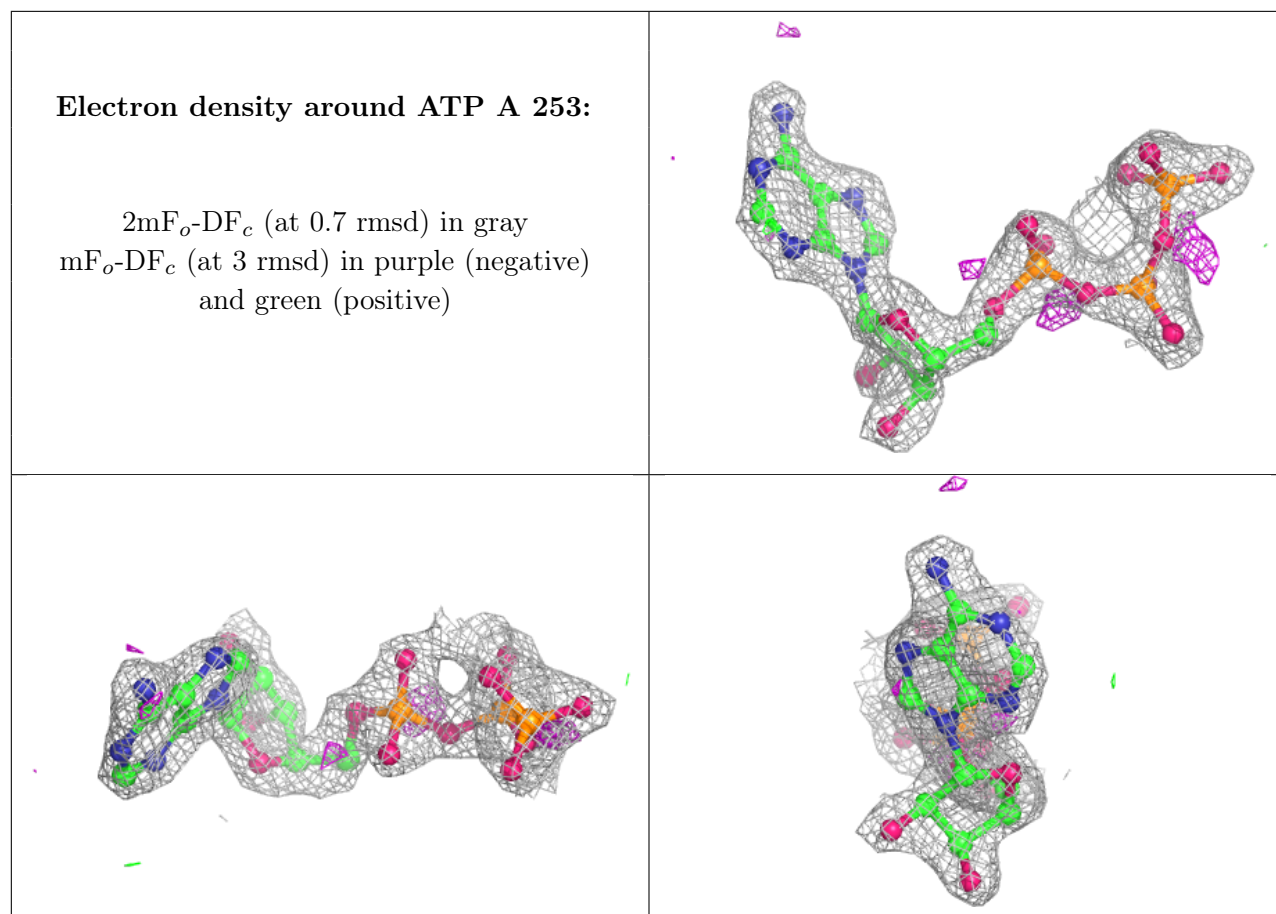 Electron density around ATP A 253:
2mFo-DFc (at 0.7 rmsd) in gray
mFo-DFc (at 3 rmsd) in purple (negative)
and green (positive)